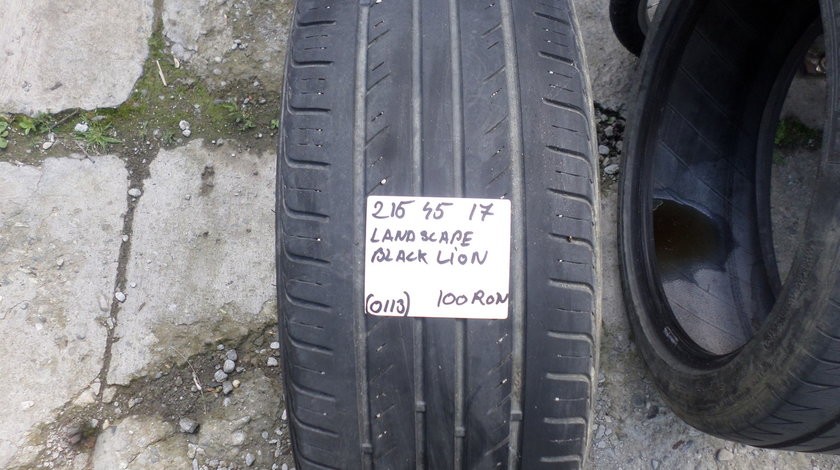 215 45 17
LANDSCAPE
BLACK LION
(0113) 100 RON